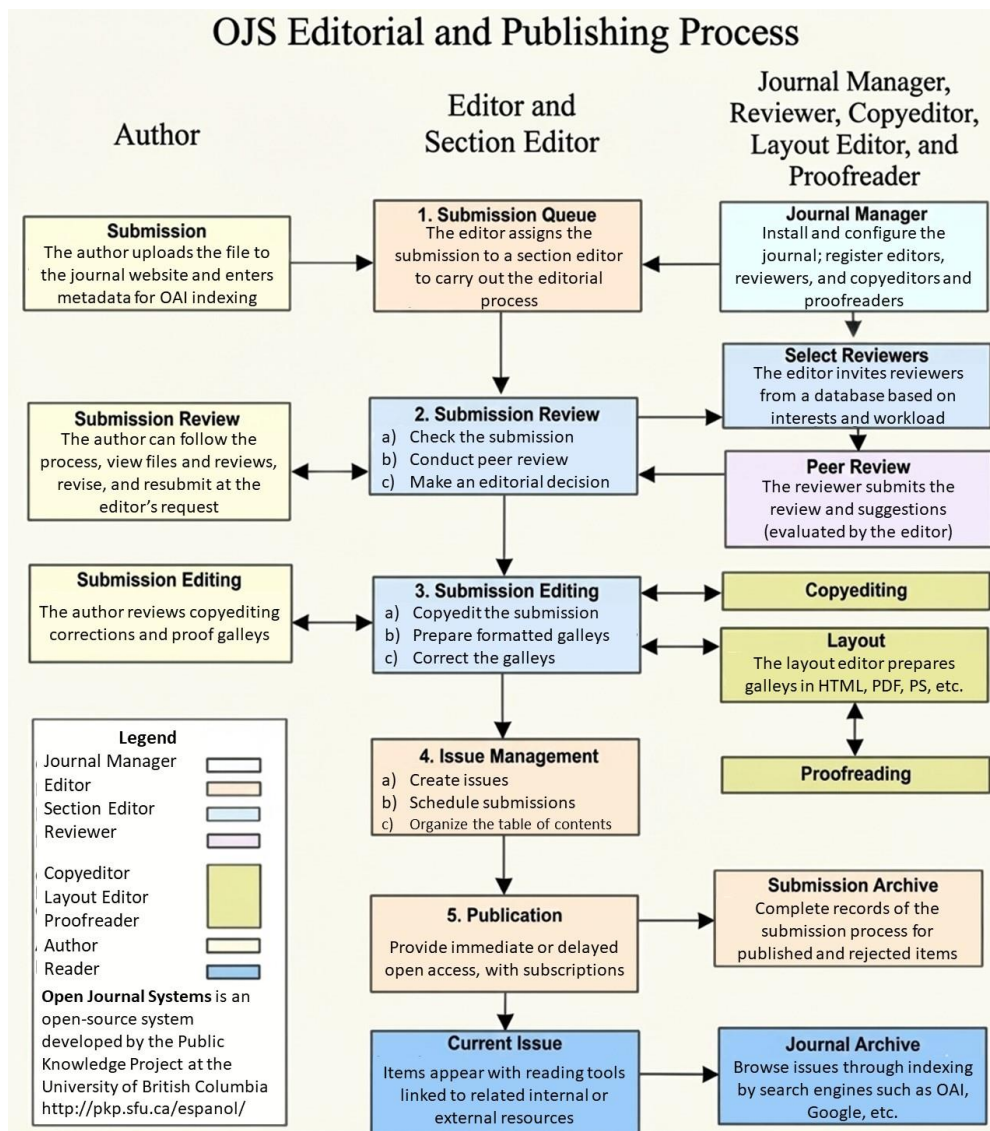 OJS Editorial and Publishing Process
Author
Editor and
Section Editor
Journal Manager,
Reviewer, Copyeditor,
Layout Editor, and
Proofreader
Submission
The author uploads the file to
the journal website and enters
metadata for OAI indexing
1. Submission Queue
The editor assigns the
submission to a section editor
to carry out the editorial
process
Journal Manager
Install and configure the
journal; register editors,
reviewers, and copyeditors and
proofreaders
Select Reviewers
The editor invites reviewers
from a database based on
interests and workload
Submission Review
The author can follow the
process, view files and reviews,
revise, and resubmit at the
editor’s request
2. Submission Review
a) Check the submission
b) Conduct peer review
c) Make an editorial decision
Peer Review
The reviewer submits the
review and suggestions
(evaluated by the editor)
Submission Editing
The author reviews copyediting
corrections and proof galleys
3. Submission Editing
a) Copyedit the submission
b) Prepare formatted galleys
c) Correct the galleys
Copyediting
Layout
The layout editor prepares
galleys in HTML, PDF, PS, etc.
Proofreading
4. Issue Management
a) Create issues
b) Schedule submissions
c) Organize the table of contents
5. Publication
Provide immediate or delayed
open access, with subscriptions
Submission Archive
Complete records of the
submission process for
published and rejected items
Current Issue
Items appear with reading tools
linked to related internal or
external resources
Journal Archive
Browse issues through indexing
by search engines such as OAI,
Google, etc.
Legend
Journal Manager
Editor
Section Editor
Reviewer
Copyeditor
Layout Editor
Proofreader
Author
Reader
Open Journal Systems is an
open-source system
developed by the Public
Knowledge Project at the
University of British Columbia
http://pkp.sfu.ca/espanol/